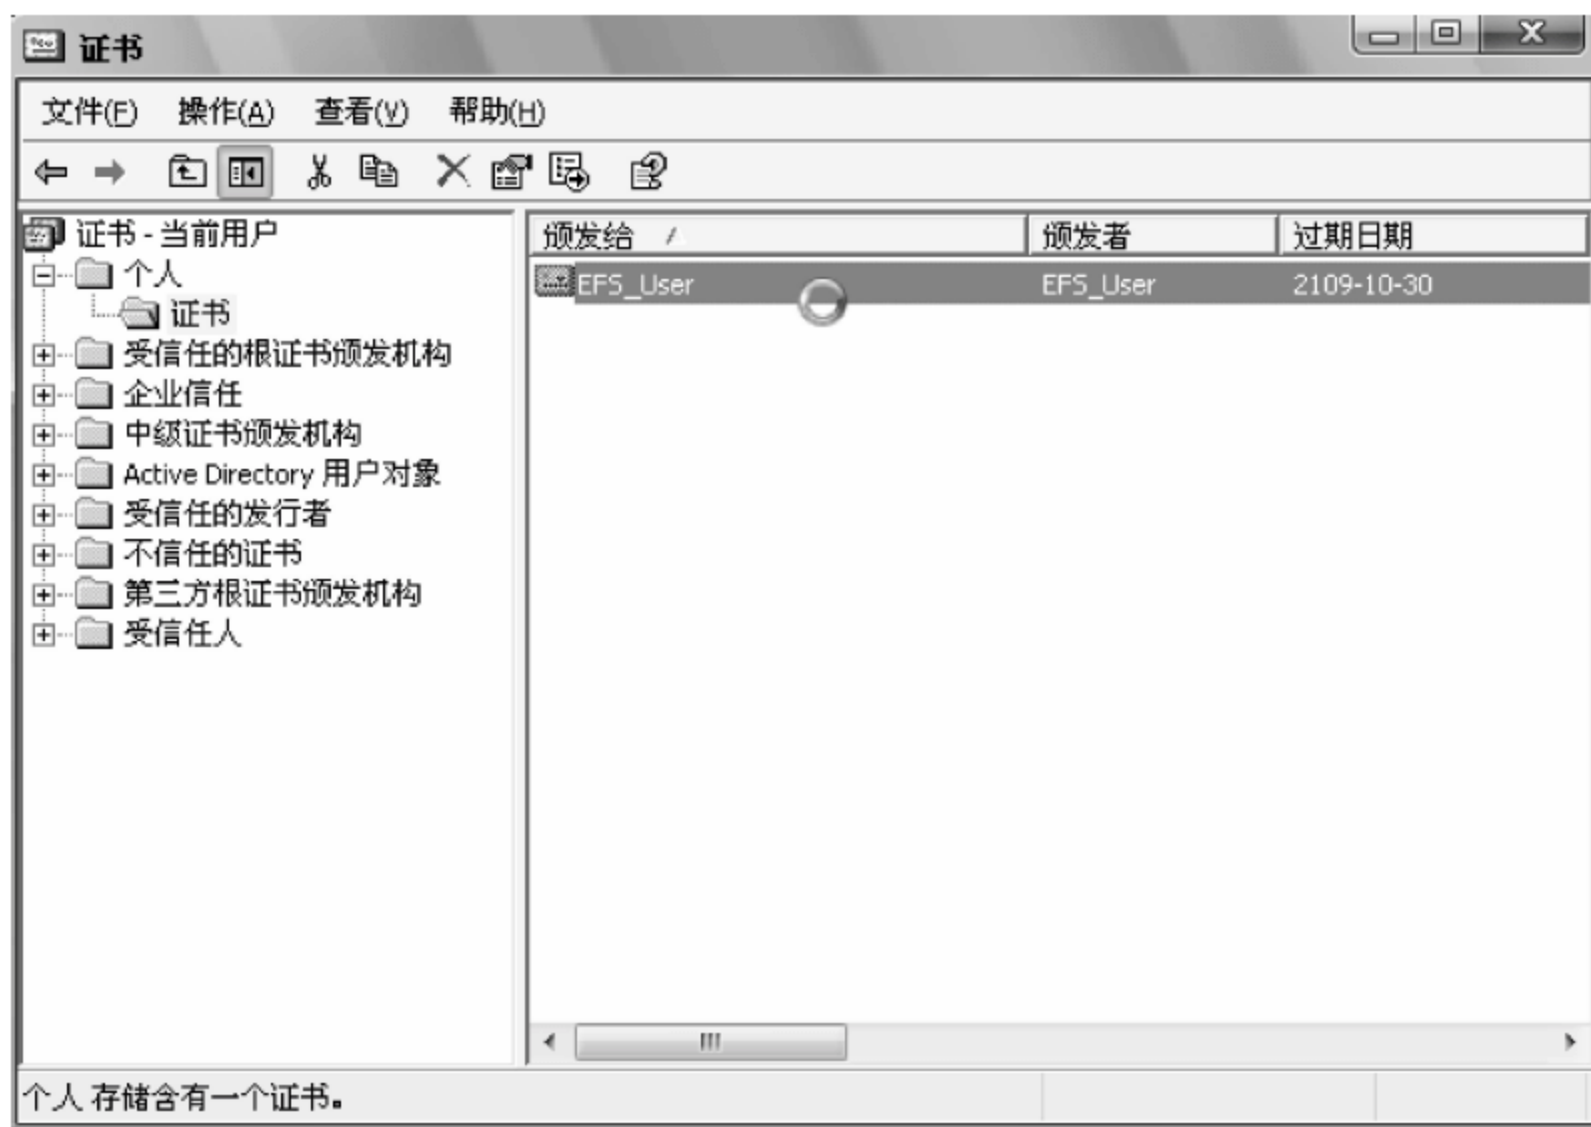 证书
文件(F) 操作(A) 查看(V) 帮助(H)
证书 - 当前用户
个人
证书
受信任的根证书颁发机构
企业信任
中级证书颁发机构
Active Directory 用户对象
受信任的发行者
不信任的证书
第三方根证书颁发机构
受信任人
颁发给 颁发者 过期日期
EFS_User EFS_User 2109-10-30
个人 存储含有一个证书。